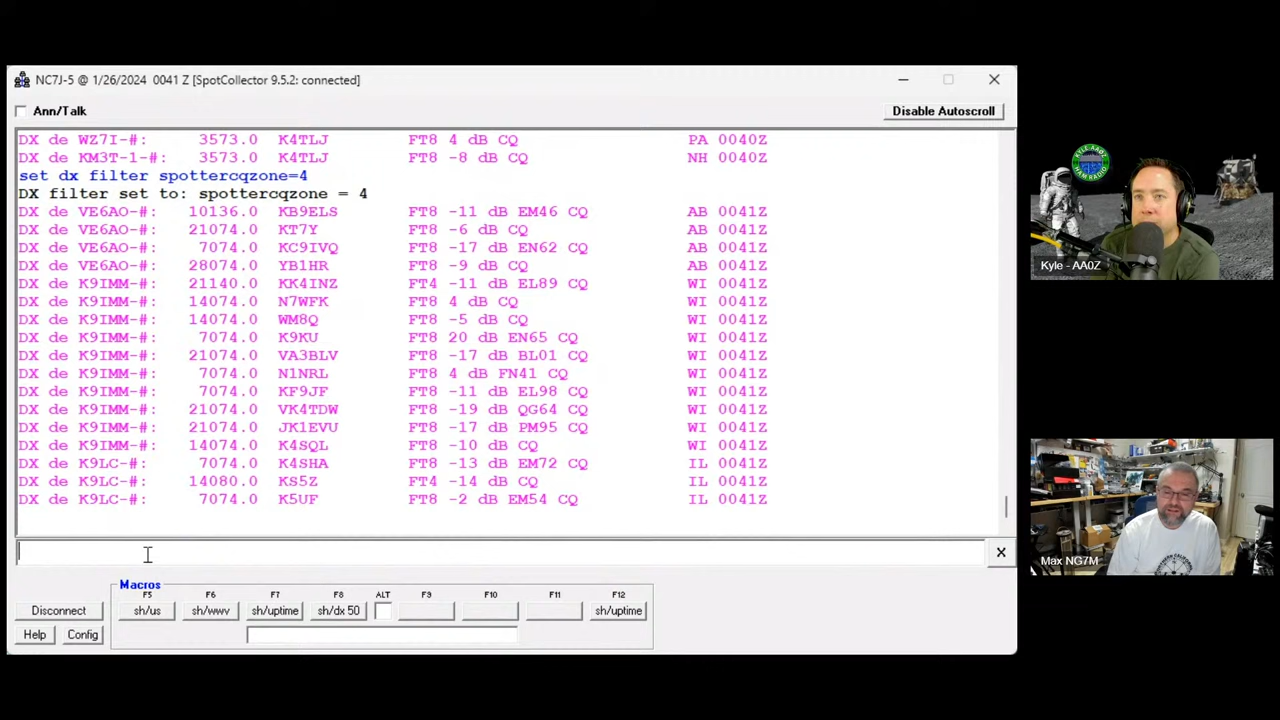 NC7J-5 @ 1/26/2024 0041 Z [SpotCollector 9.5.2: connected]
Ann/Talk
Disable Autoscroll
DX de WZ7I-#: 3573.0 K4TLJ FT8 4 dB CQ PA 0040Z
DX de KM3T-1-#: 3573.0 K4TLJ FT8 -8 dB CQ NH 0040Z
set dx filter spottercqzone=4
DX filter set to: spottercqzone = 4
DX de VE6AO-#: 10136.0 KB9ELS FT8 -11 dB EM46 CQ AB 0041Z
DX de VE6AO-#: 21074.0 KT7Y FT8 -6 dB CQ AB 0041Z
DX de VE6AO-#: 7074.0 KC9IVQ FT8 -17 dB EN62 CQ AB 0041Z
DX de VE6AO-#: 28074.0 YB1HR FT8 -9 dB CQ AB 0041Z
DX de K9IMM-#: 21140.0 KK4INZ FT4 -11 dB EL89 CQ WI 0041Z
DX de K9IMM-#: 14074.0 N7WFK FT8 4 dB CQ WI 0041Z
DX de K9IMM-#: 14074.0 WM8Q FT8 -5 dB CQ WI 0041Z
DX de K9IMM-#: 7074.0 K9KU FT8 20 dB EN65 CQ WI 0041Z
DX de K9IMM-#: 21074.0 VA3BLV FT8 -17 dB BL01 CQ WI 0041Z
DX de K9IMM-#: 7074.0 N1NRL FT8 4 dB FN41 CQ WI 0041Z
DX de K9IMM-#: 7074.0 KF9JF FT8 -11 dB EL98 CQ WI 0041Z
DX de K9IMM-#: 21074.0 VK4TDW FT8 -19 dB QG64 CQ WI 0041Z
DX de K9IMM-#: 21074.0 JK1EVU FT8 -17 dB PM95 CQ WI 0041Z
DX de K9IMM-#: 14074.0 K4SQL FT8 -10 dB CQ WI 0041Z
DX de K9LC-#: 7074.0 K4SHA FT8 -13 dB EM72 CQ IL 0041Z
DX de K9LC-#: 14080.0 KS5Z FT4 -14 dB CQ IL 0041Z
DX de K9LC-#: 7074.0 K5UF FT8 -2 dB EM54 CQ IL 0041Z
X
Macros
F5 F6 F7 F8 ALT F9 F10 F11 F12
Disconnect sh/us sh/wwv sh/uptime sh/dx 50 sh/uptime
Help Config
KYLE AA0Z
HAM RADIO
Kyle - AA0Z
Max NG7M